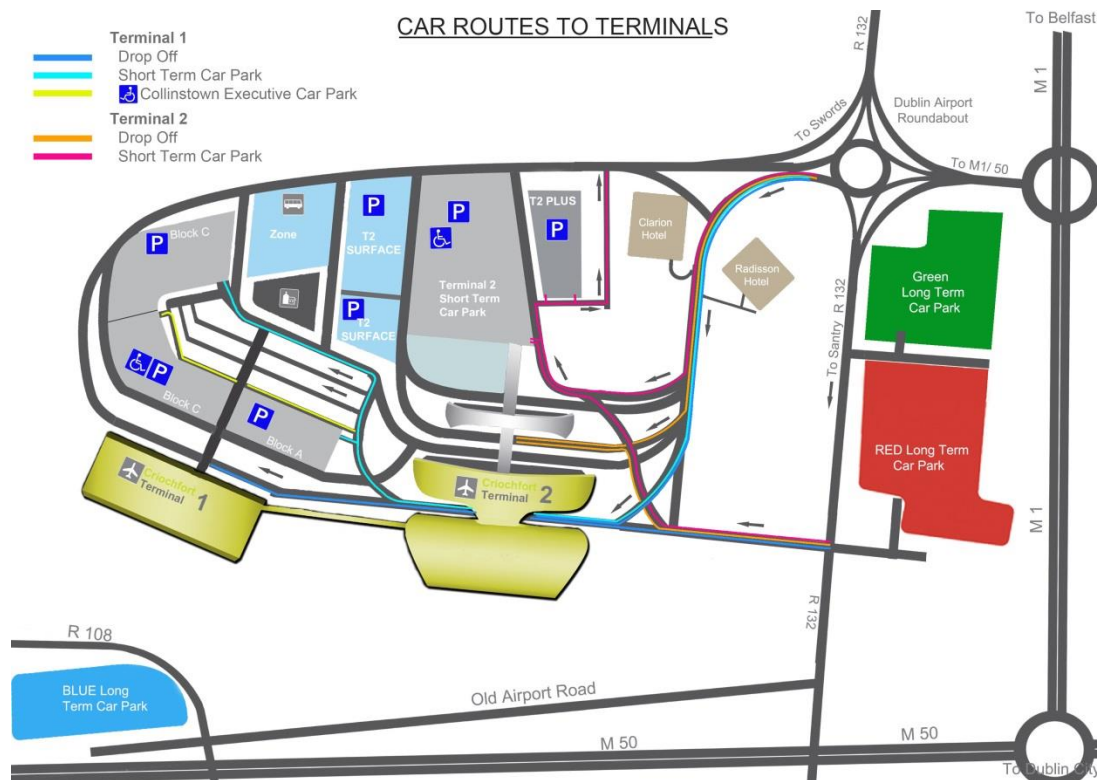 CAR ROUTES TO TERMINALS
Terminal 1
Drop Off
Short Term Car Park
Collinstown Executive Car Park
Terminal 2
Drop Off
Short Term Car Park
To Belfast
R 132
M 1
To Swords
Dublin Airport
Roundabout
To M1/ 50
P
Block C
Zone
P
T2
SURFACE
P
T2 PLUS
P
Clarion
Hotel
Radisson
Hotel
Green
Long Term
Car Park
Terminal 2
Short Term
Car Park
P
T2
SURFACE
To Santry
R 132
P
Block C
P
Block A
RED Long Term
Car Park
Criochfort
Terminal 1
Criochfort
Terminal 2
M 1
R 132
R 108
BLUE Long
Term Car Park
Old Airport Road
M 50
M 50
To Dublin City